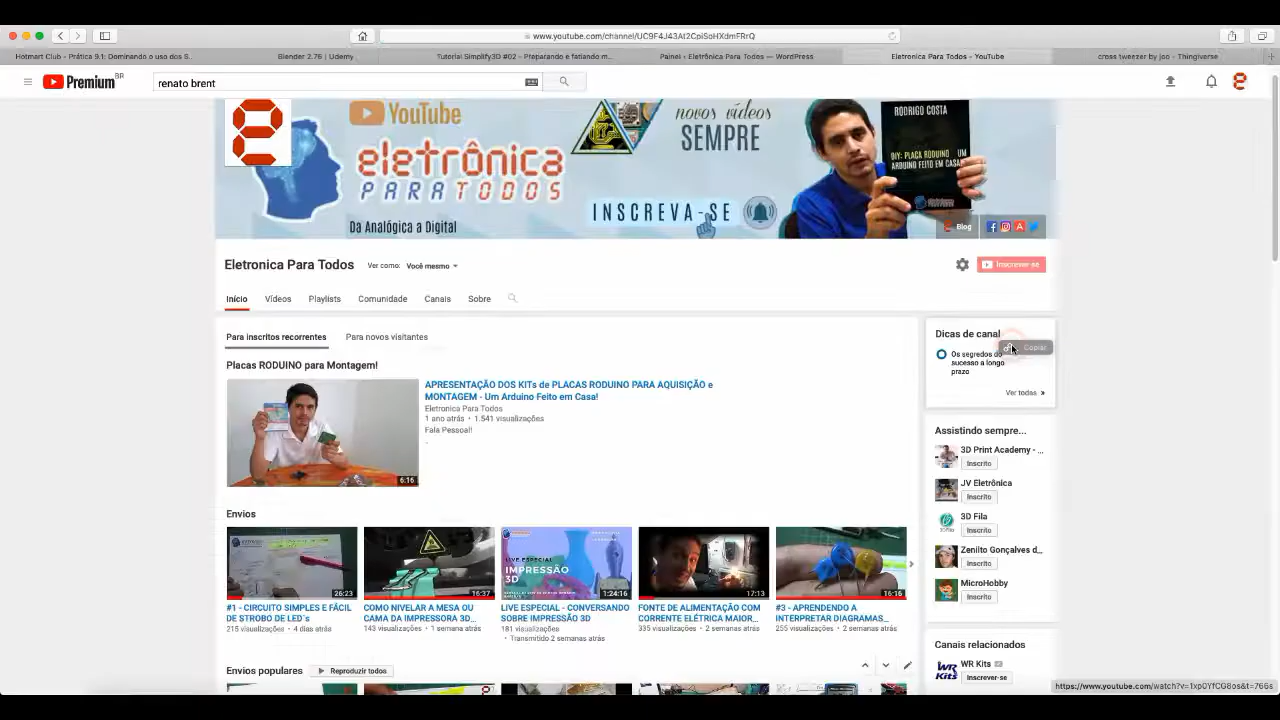 www.youtube.com/channel/UC9F4J43At2CpiSoHXdmFRrQ
Hotmart Club - Prática 9.1: Dominando o uso dos S...
Blender 2.76 | Udemy
Tutorial Simplify3D #02 - Preparando e fatiando m...
Painel ‹ Eletrônica Para Todos — WordPress
Eletronica Para Todos - YouTube
cross tweezer by joo - Thingiverse
Premium BR
renato brent
YouTube
novos vídeos
SEMPRE
RODRIGO COSTA
DIY: PLACA RODUINO UM
ARDUINO FEITO EM CASA!
eletrônica
PARATODOS
INSCREVA-SE
Da Analógica a Digital
Blog
Eletronica Para Todos
Ver como: Você mesmo
Inscrever-se
Início
Vídeos
Playlists
Comunidade
Canais
Sobre
Para inscritos recorrentes
Para novos visitantes
Placas RODUINO para Montagem!
APRESENTAÇÃO DOS KITs de PLACAS RODUINO PARA AQUISIÇÃO e
MONTAGEM - Um Arduino Feito em Casa!
Eletronica Para Todos
1 ano atrás • 1.541 visualizações
Fala Pessoal!
6:16
Dicas de canal
Copiar
Os segredos do
sucesso a longo
prazo
Ver todas »
Assistindo sempre...
3D Print Academy - ...
Inscrito
JV Eletrônica
Inscrito
3D Fila
Inscrito
Zenilto Gonçalves d...
Inscrito
MicroHobby
Inscrito
Envios
26:23
16:37
LIVE ESPECIAL
IMPRESSÃO
3D
1:24:16
17:13
16:16
#1 - CIRCUITO SIMPLES E FÁCIL
DE STROBO DE LED´s
215 visualizações • 4 dias atrás
COMO NIVELAR A MESA OU
CAMA DA IMPRESSORA 3D...
143 visualizações • 1 semana atrás
LIVE ESPECIAL - CONVERSANDO
SOBRE IMPRESSÃO 3D
181 visualizações
• Transmitido 2 semanas atrás
FONTE DE ALIMENTAÇÃO COM
CORRENTE ELÉTRICA MAIOR...
335 visualizações • 2 semanas atrás
#3 - APRENDENDO A
INTERPRETAR DIAGRAMAS...
255 visualizações • 2 semanas atrás
Envios populares
Reproduzir todos
Canais relacionados
WR Kits
WR Kits
Inscrever-se
https://www.youtube.com/watch?v=1xp0YfCG8os&t=766s